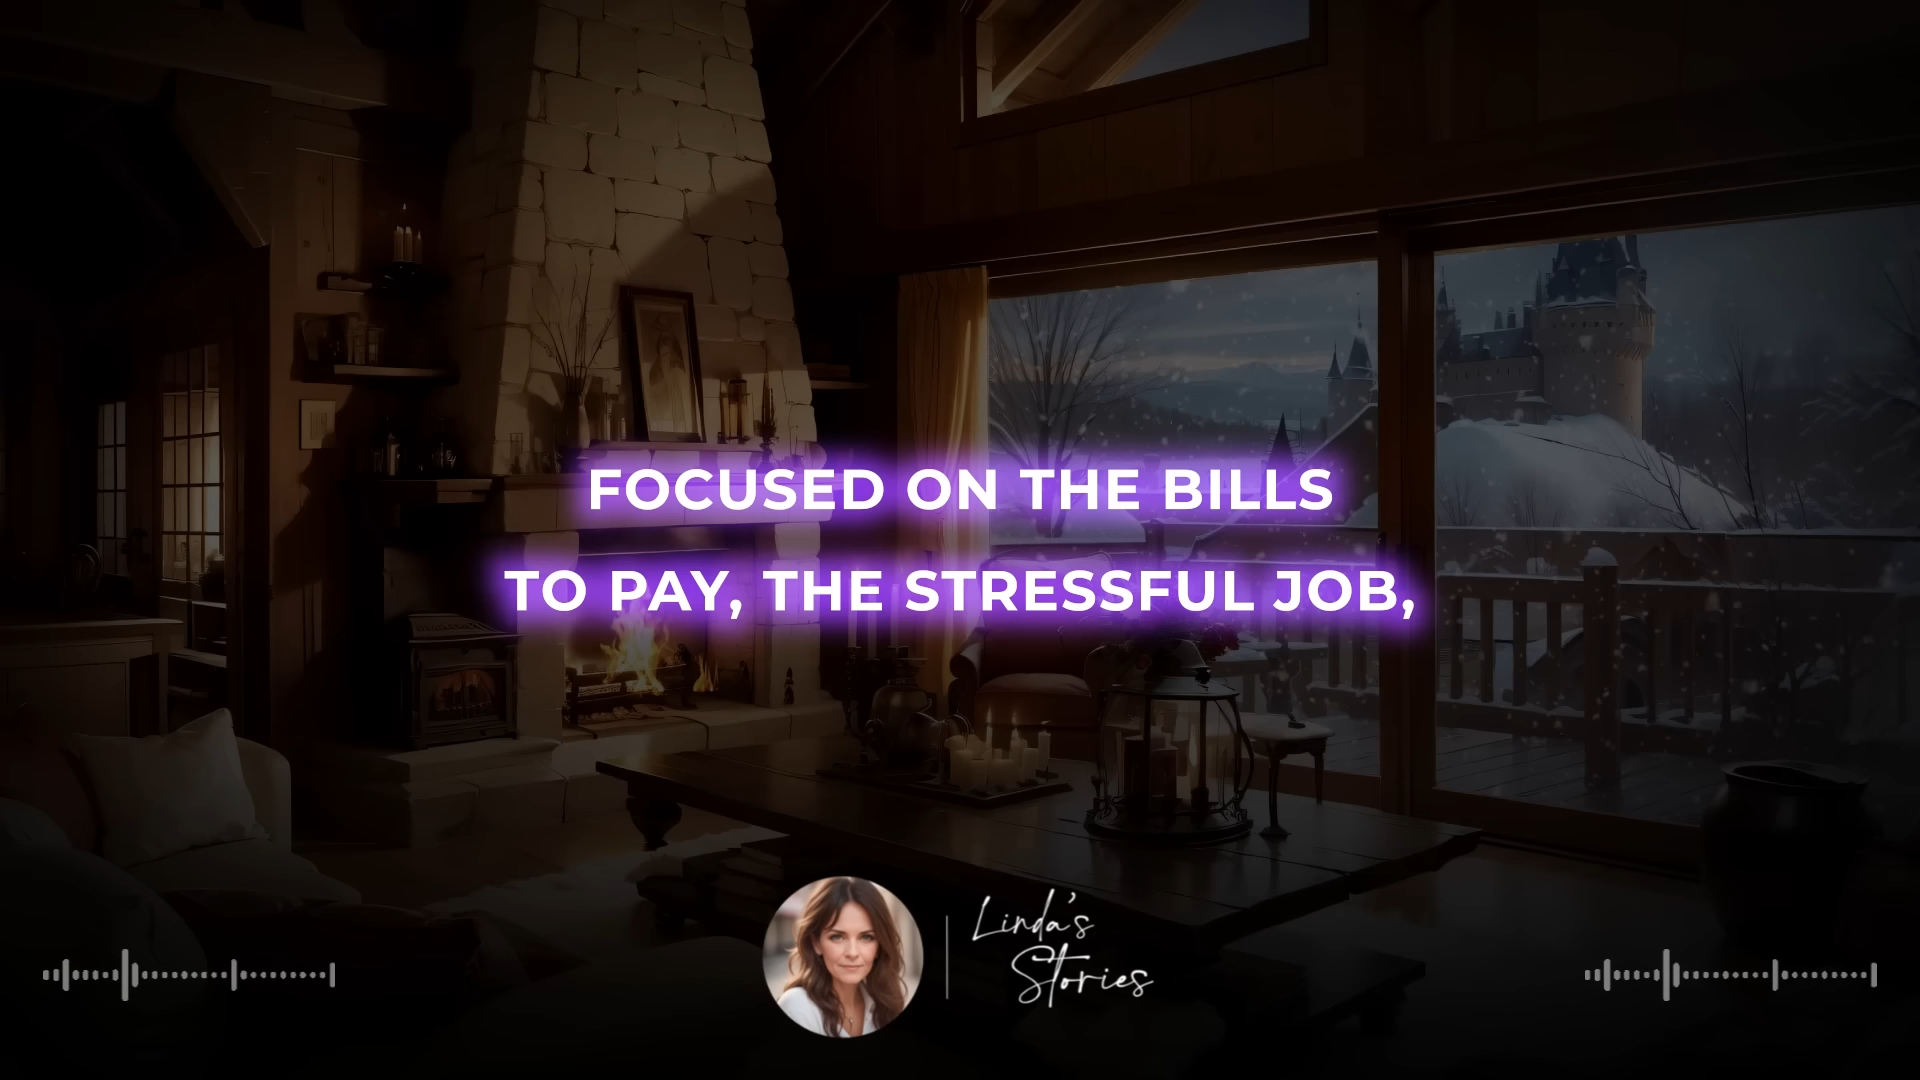 FOCUSED ON THE BILLS
TO PAY, THE STRESSFUL JOB,
Linda's
Stories